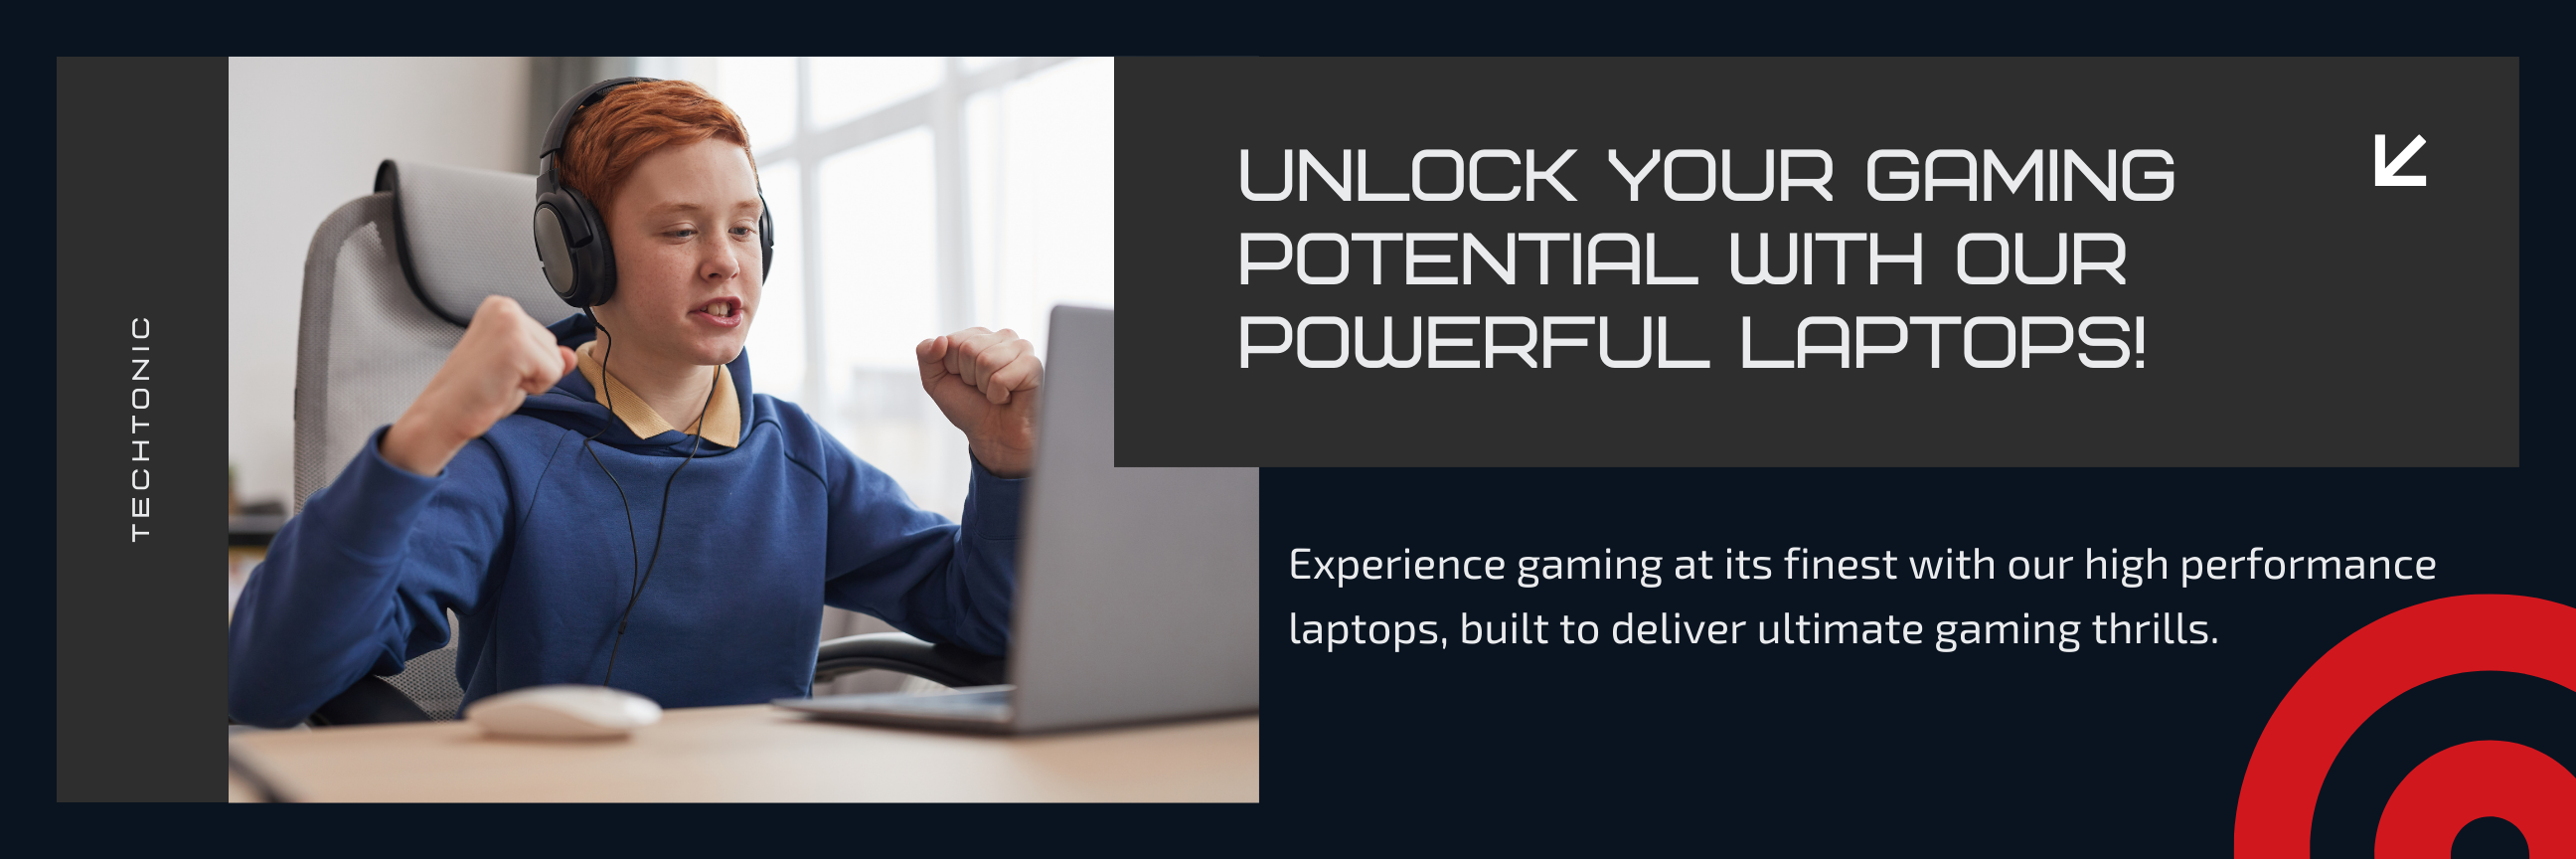 TECHTONIC
UNLOCK YOUR GAMING
POTENTIAL WITH OUR
POWERFUL LAPTOPS!
Experience gaming at its finest with our high performance
laptops, built to deliver ultimate gaming thrills.